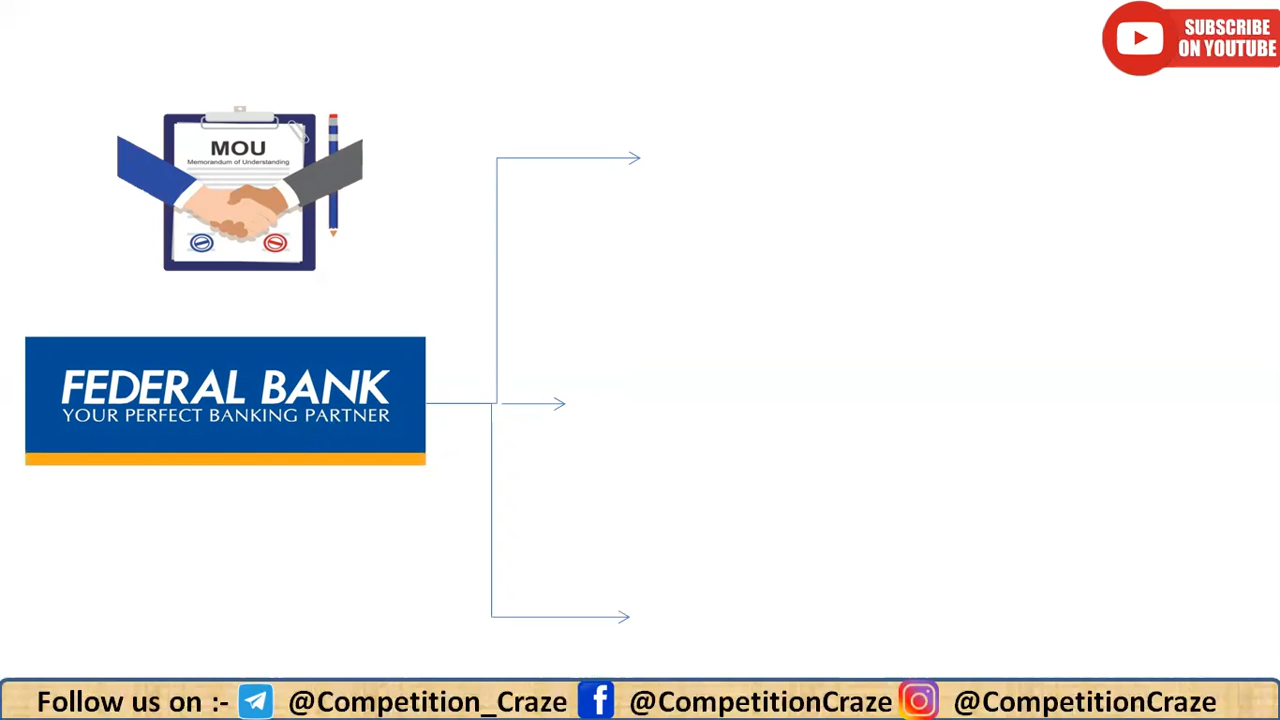 SUBSCRIBE
ON YOUTUBE
MOU
Memorandum of Understanding
FEDERAL BANK
YOUR PERFECT BANKING PARTNER
Follow us on :- @Competition_Craze @CompetitionCraze @CompetitionCraze